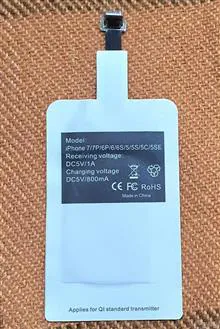 Model:
iPhone 7/7P/6P/6/6S/5/5S/5C/5SE
Receiving voltage:
DC5V/1A
Charging voltage:
DC5V/800mA
CE FC RoHS
Made in China
Applies for QI standard transmitter